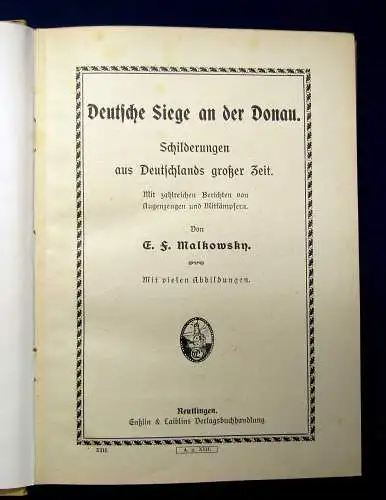 Deutsche Siege an der Donau.
Schilderungen
aus Deutschlands großer Zeit.
Mit zahlreichen Berichten von
Augenzeugen und Mitkämpfern.
Von
E. F. Malkowsky.
Mit vielen Abbildungen.
Reutlingen.
Enßlin & Laiblins Verlagsbuchhandlung
XIII